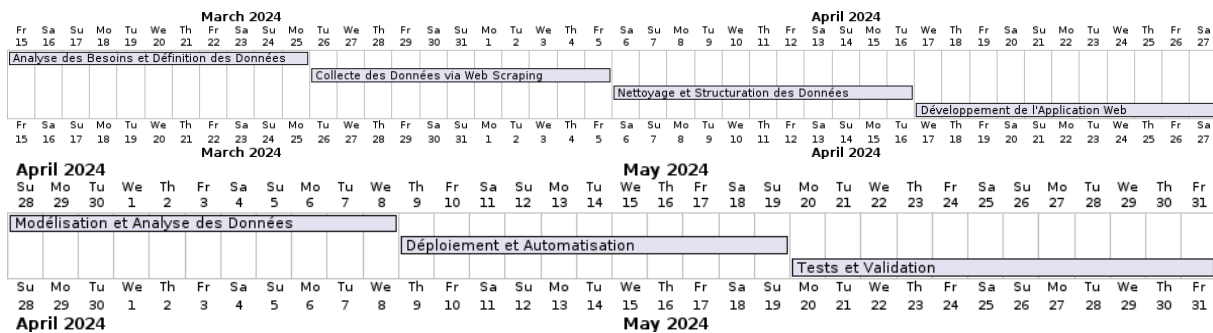 March 2024 April 2024
Fr Sa Su Mo Tu We Th Fr Sa Su Mo Tu We Th Fr Sa Su Mo Tu We Th Fr Sa Su Mo Tu We Th Fr Sa Su Mo Tu We Th Fr Sa Su Mo Tu We Th Fr Sa
15 16 17 18 19 20 21 22 23 24 25 26 27 28 29 30 31 1 2 3 4 5 6 7 8 9 10 11 12 13 14 15 16 17 18 19 20 21 22 23 24 25 26 27
Analyse des Besoins et Définition des Données
Collecte des Données via Web Scraping
Nettoyage et Structuration des Données
Développement de l'Application Web
Fr Sa Su Mo Tu We Th Fr Sa Su Mo Tu We Th Fr Sa Su Mo Tu We Th Fr Sa Su Mo Tu We Th Fr Sa Su Mo Tu We Th Fr Sa Su Mo Tu We Th Fr Sa
15 16 17 18 19 20 21 22 23 24 25 26 27 28 29 30 31 1 2 3 4 5 6 7 8 9 10 11 12 13 14 15 16 17 18 19 20 21 22 23 24 25 26 27
March 2024 April 2024
April 2024 May 2024
Su Mo Tu We Th Fr Sa Su Mo Tu We Th Fr Sa Su Mo Tu We Th Fr Sa Su Mo Tu We Th Fr Sa Su Mo Tu We Th Fr
28 29 30 1 2 3 4 5 6 7 8 9 10 11 12 13 14 15 16 17 18 19 20 21 22 23 24 25 26 27 28 29 30 31
Modélisation et Analyse des Données
Déploiement et Automatisation
Tests et Validation
Su Mo Tu We Th Fr Sa Su Mo Tu We Th Fr Sa Su Mo Tu We Th Fr Sa Su Mo Tu We Th Fr Sa Su Mo Tu We Th Fr
28 29 30 1 2 3 4 5 6 7 8 9 10 11 12 13 14 15 16 17 18 19 20 21 22 23 24 25 26 27 28 29 30 31
April 2024 May 2024